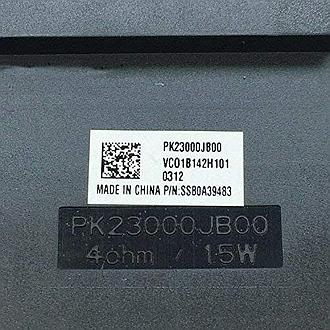 PK23000JB00
VC01B142H101
0312
MADE IN CHINA P/N:SS80A39483
PK23000JB00
4ohm / 1.5W